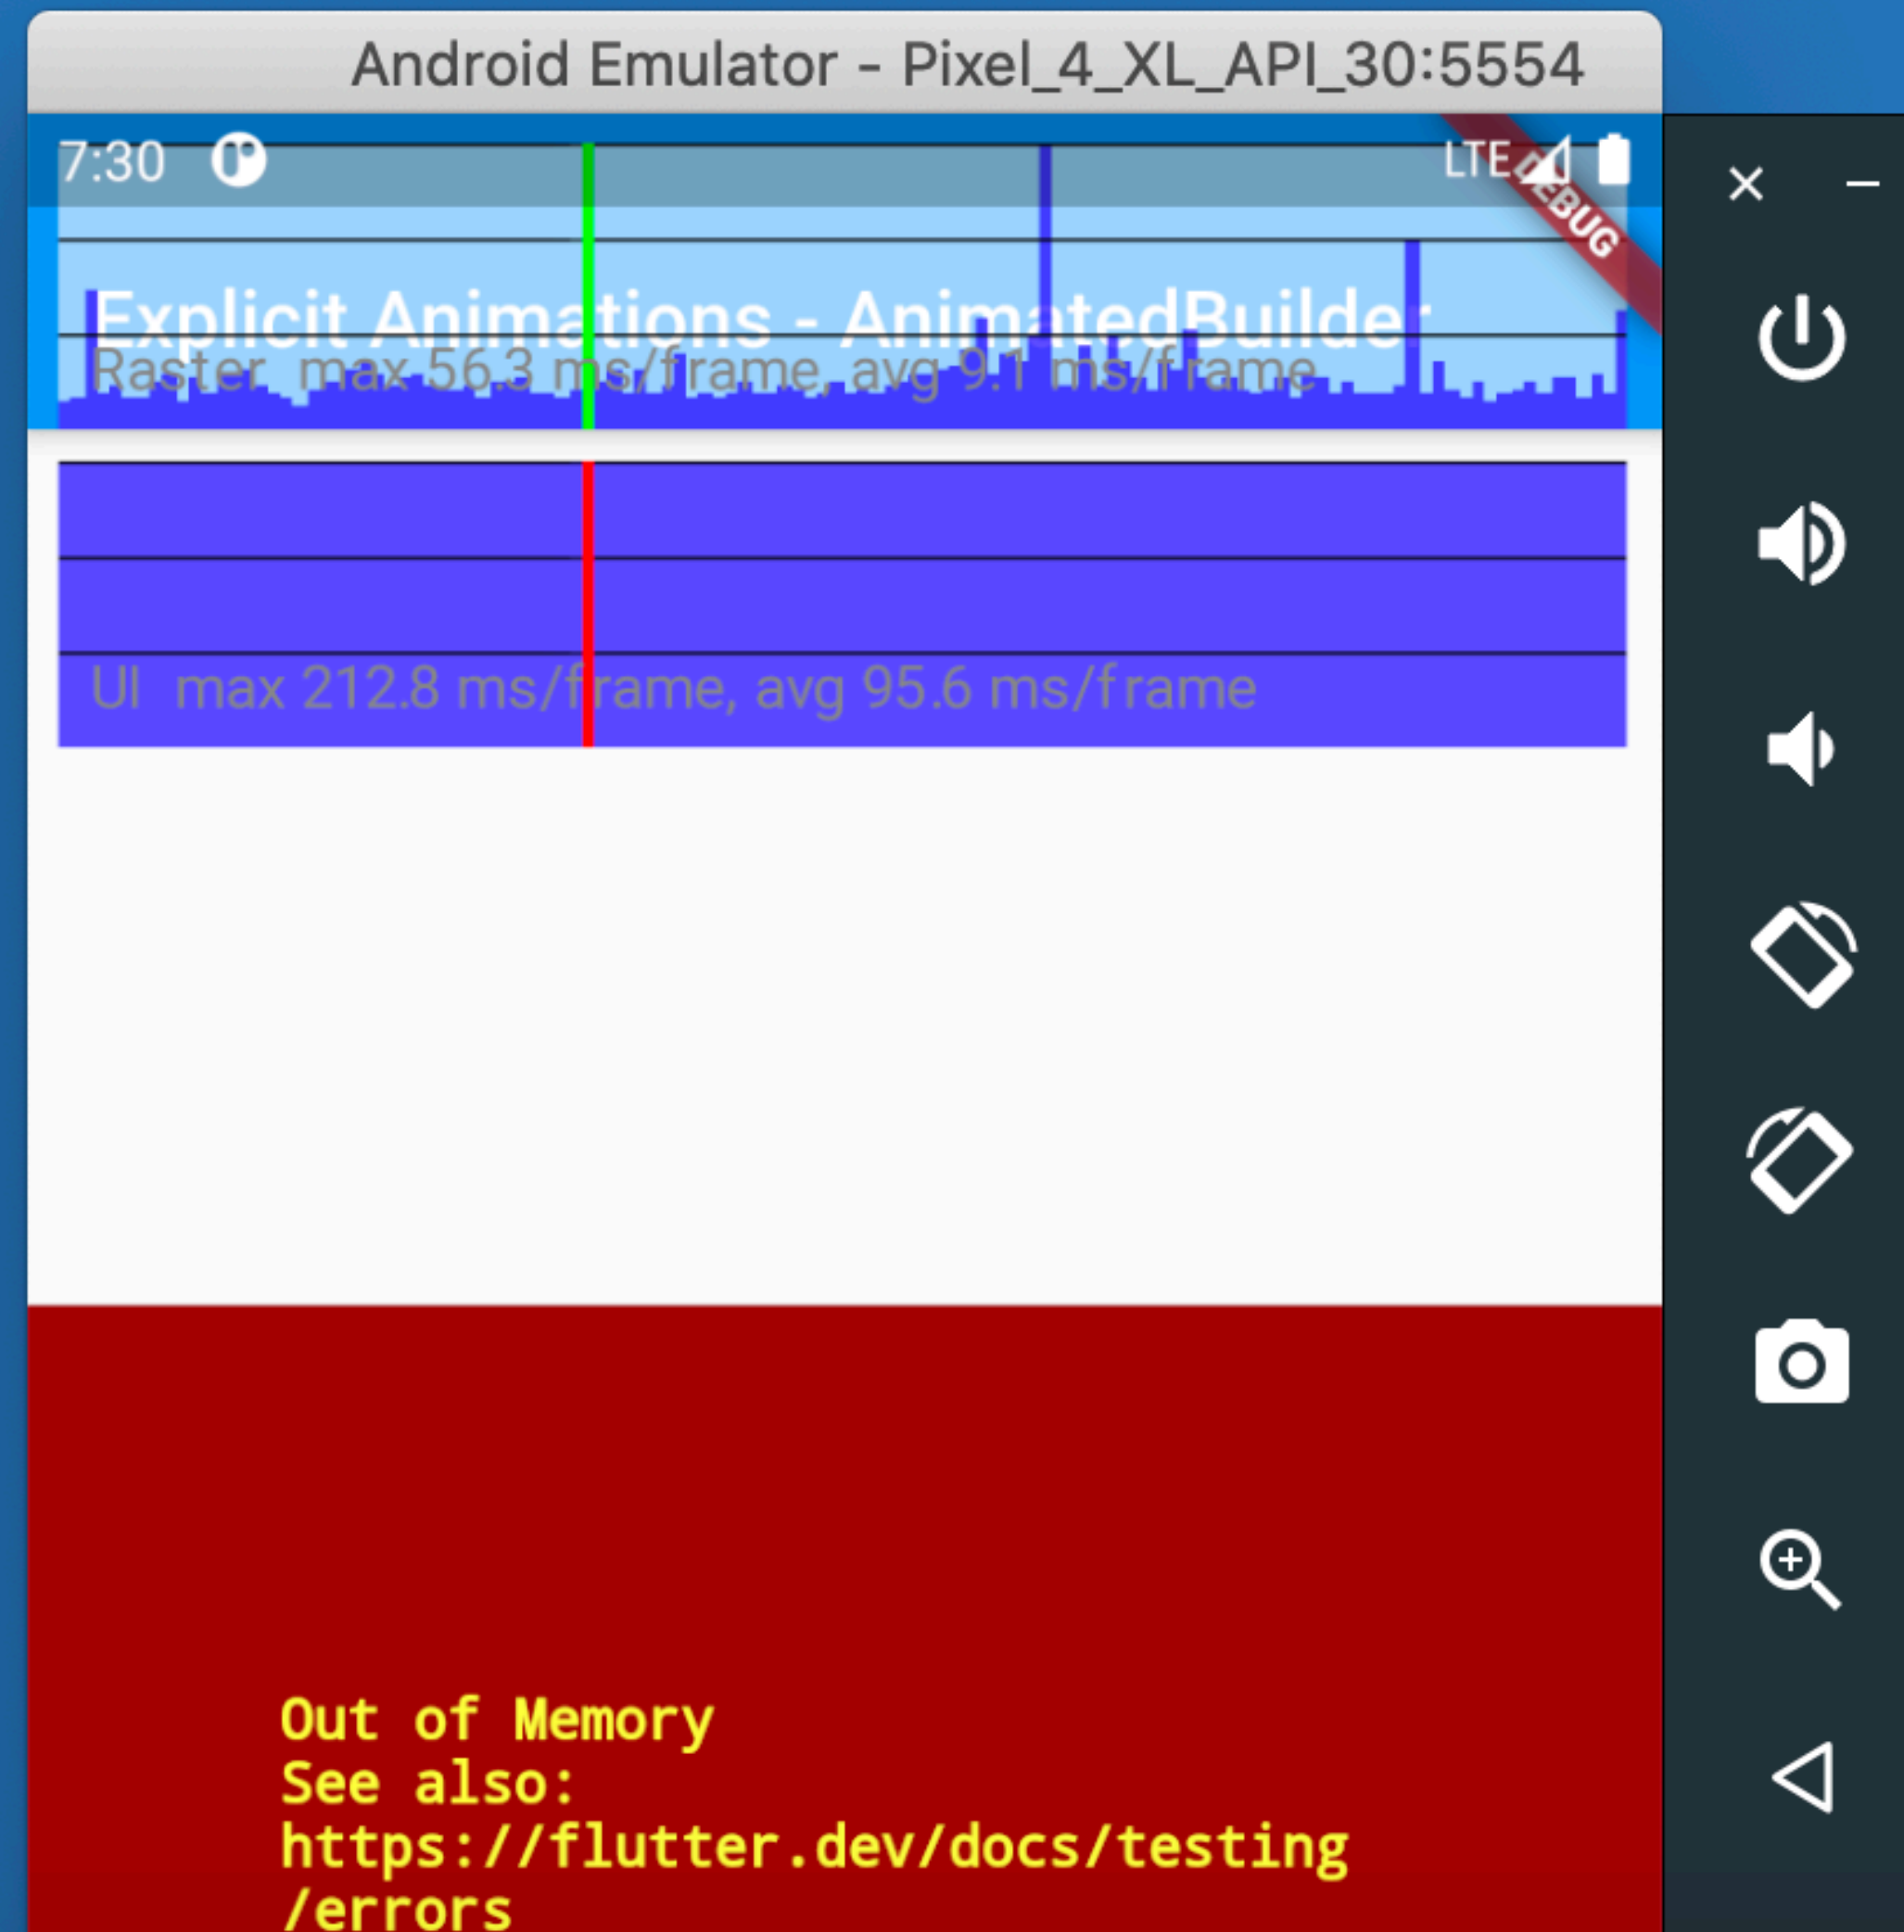 Android Emulator - Pixel_4_XL_API_30:5554
7:30 LTE
DEBUG
Explicit Animations - AnimatedBuilder
Raster max 56.3 ms/frame, avg 9.1 ms/frame
UI max 212.8 ms/frame, avg 95.6 ms/frame
Out of Memory
See also:
https://flutter.dev/docs/testing
/errors